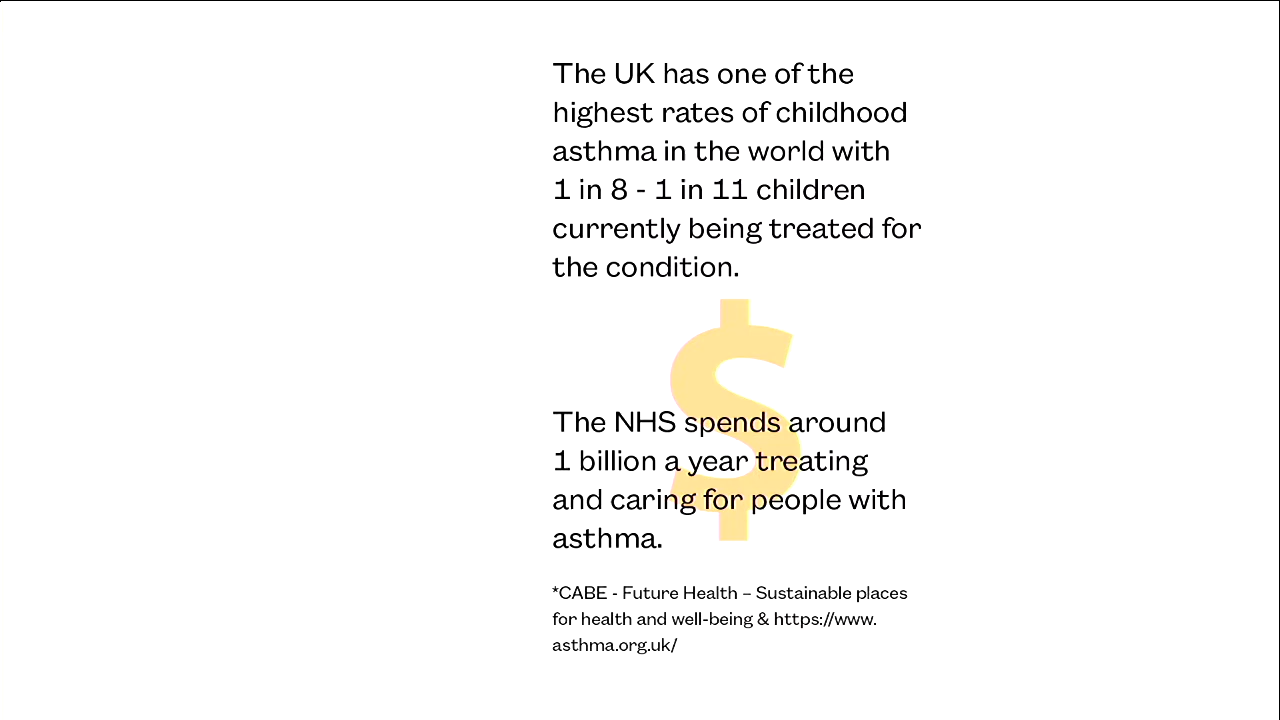 The UK has one of the
highest rates of childhood
asthma in the world with
1 in 8 - 1 in 11 children
currently being treated for
the condition.
$
The NHS spends around
1 billion a year treating
and caring for people with
asthma.
*CABE - Future Health – Sustainable places
for health and well-being & https://www.
asthma.org.uk/